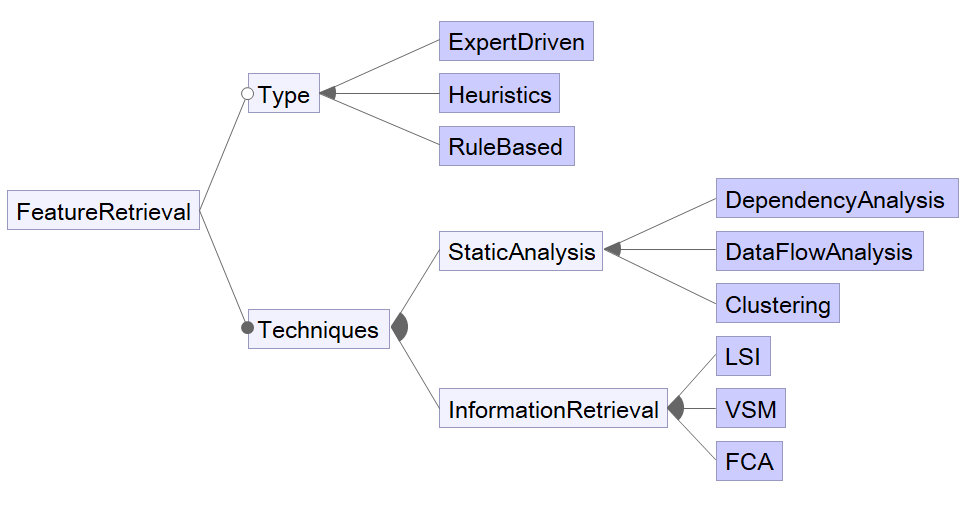 ExpertDriven
Type
Heuristics
RuleBased
FeatureRetrieval
DependencyAnalysis
StaticAnalysis
DataFlowAnalysis
Clustering
Techniques
LSI
InformationRetrieval
VSM
FCA